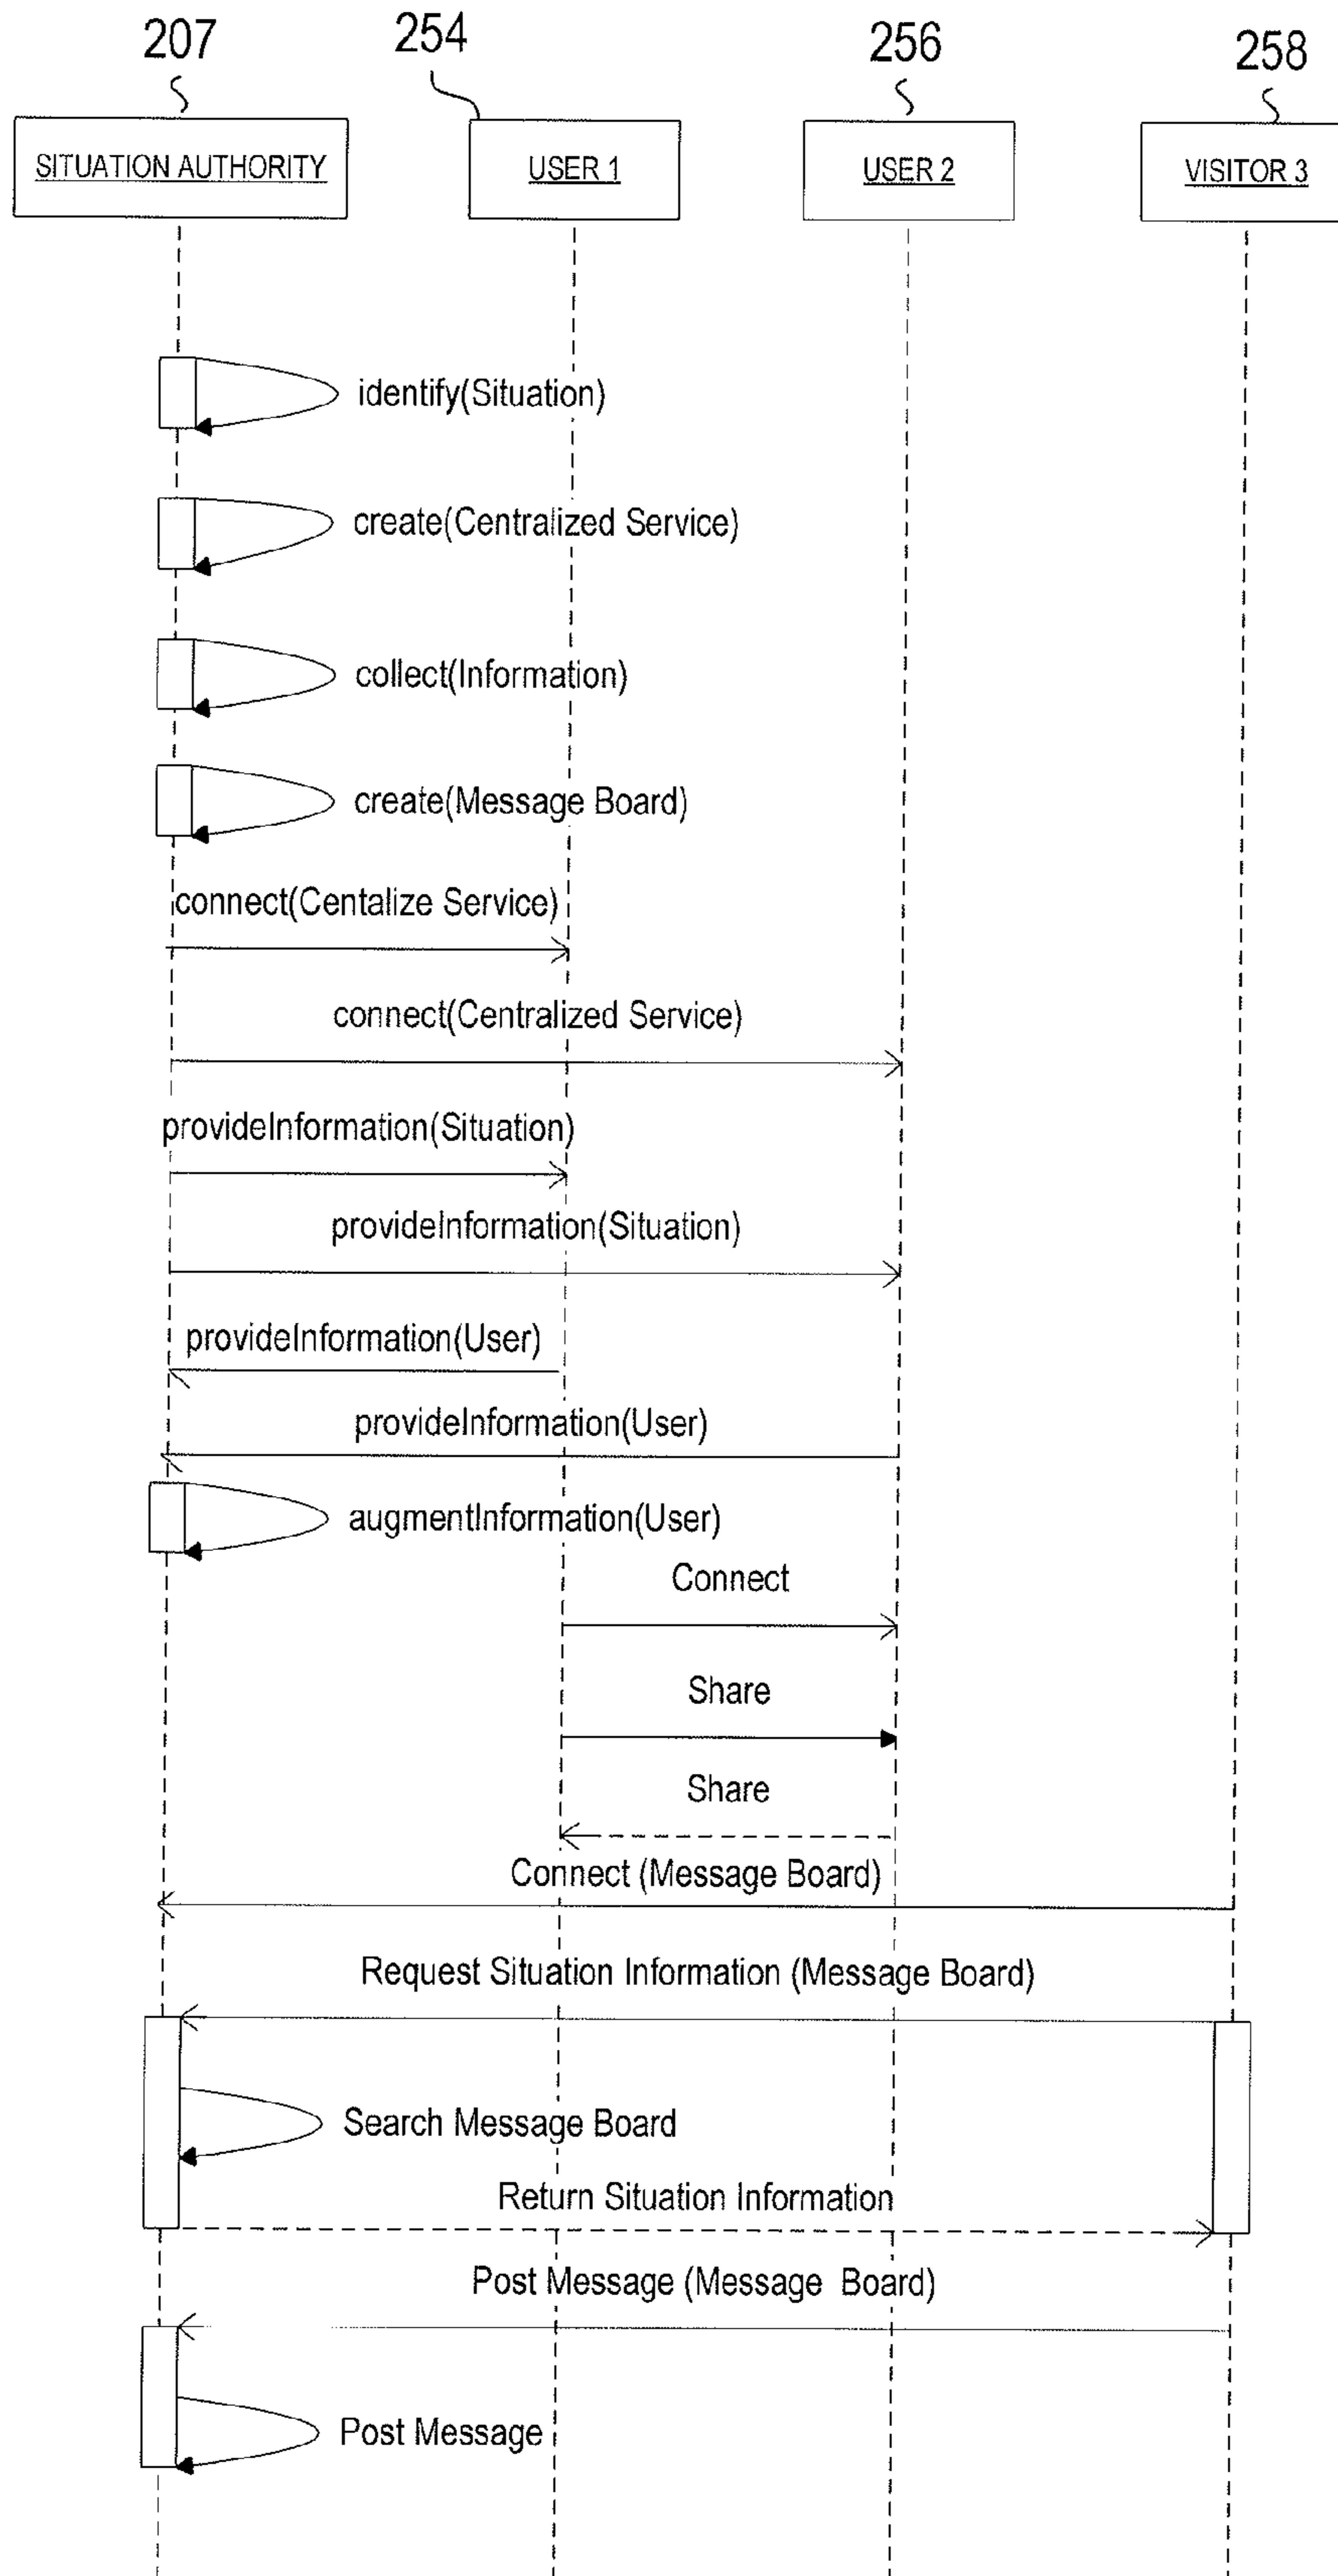 207
254
256
258
SITUATION AUTHORITY
USER 1
USER 2
VISITOR 3
identify(Situation)
create(Centralized Service)
collect(Information)
create(Message Board)
connect(Centalize Service)
connect(Centralized Service)
provideInformation(Situation)
provideInformation(Situation)
provideInformation(User)
provideInformation(User)
augmentInformation(User)
Connect
Share
Share
Connect (Message Board)
Request Situation Information (Message Board)
Search Message Board
Return Situation Information
Post Message (Message Board)
Post Message